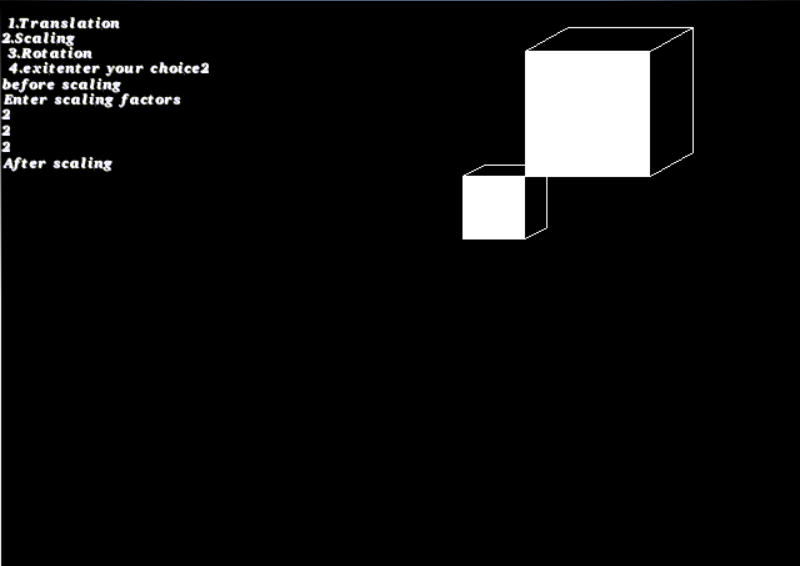 1.Translation
2.Scaling
3.Rotation
4.exitenter your choice2
before scaling
Enter scaling factors
2
2
2
After scaling